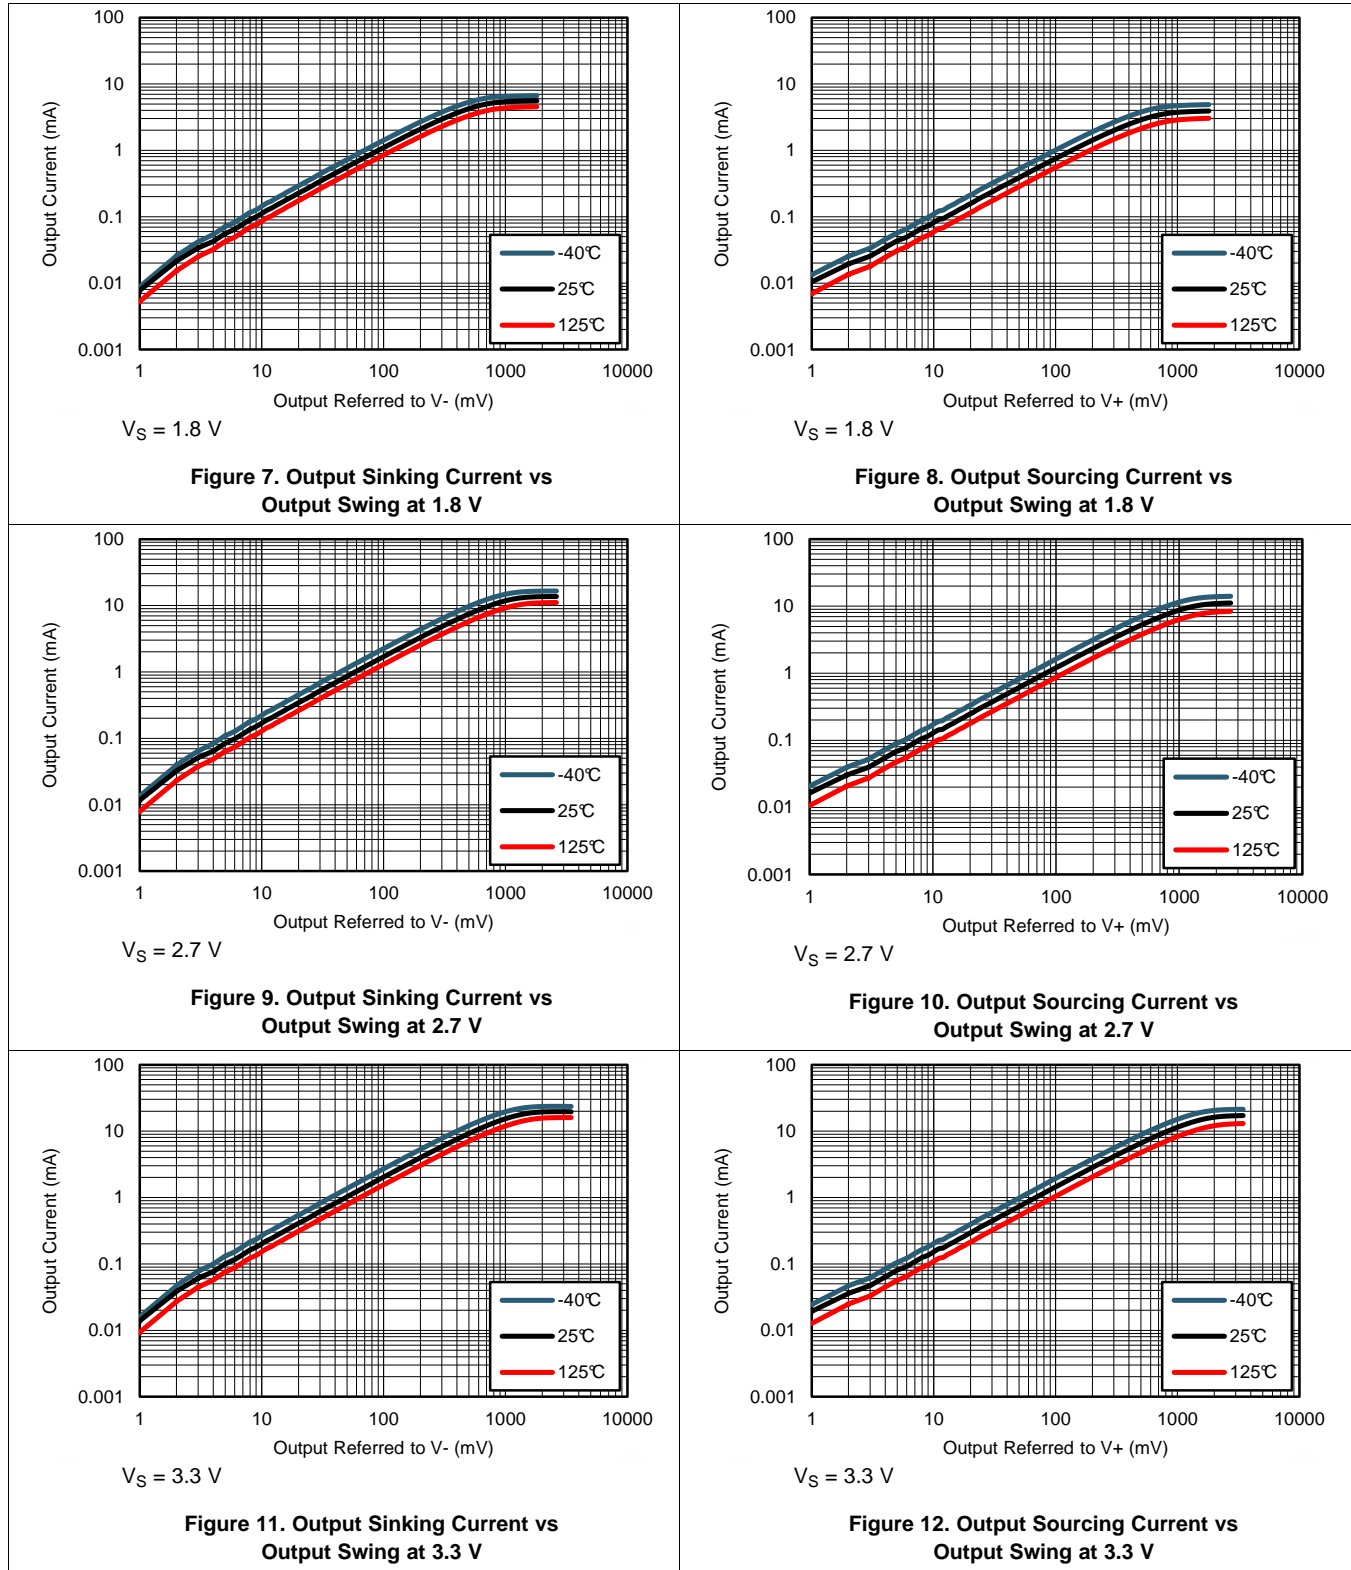 100
10
1
0.1
0.01
0.001
Output Current (mA)
-40°C
25°C
125°C
1 10 100 1000 10000
Output Referred to V- (mV)
VS = 1.8 V
Figure 7. Output Sinking Current vs
Output Swing at 1.8 V
100
10
1
0.1
0.01
0.001
Output Current (mA)
-40°C
25°C
125°C
1 10 100 1000 10000
Output Referred to V+ (mV)
VS = 1.8 V
Figure 8. Output Sourcing Current vs
Output Swing at 1.8 V
100
10
1
0.1
0.01
0.001
Output Current (mA)
-40°C
25°C
125°C
1 10 100 1000 10000
Output Referred to V- (mV)
VS = 2.7 V
Figure 9. Output Sinking Current vs
Output Swing at 2.7 V
100
10
1
0.1
0.01
0.001
Output Current (mA)
-40°C
25°C
125°C
1 10 100 1000 10000
Output Referred to V+ (mV)
VS = 2.7 V
Figure 10. Output Sourcing Current vs
Output Swing at 2.7 V
100
10
1
0.1
0.01
0.001
Output Current (mA)
-40°C
25°C
125°C
1 10 100 1000 10000
Output Referred to V- (mV)
VS = 3.3 V
Figure 11. Output Sinking Current vs
Output Swing at 3.3 V
100
10
1
0.1
0.01
0.001
Output Current (mA)
-40°C
25°C
125°C
1 10 100 1000 10000
Output Referred to V+ (mV)
VS = 3.3 V
Figure 12. Output Sourcing Current vs
Output Swing at 3.3 V